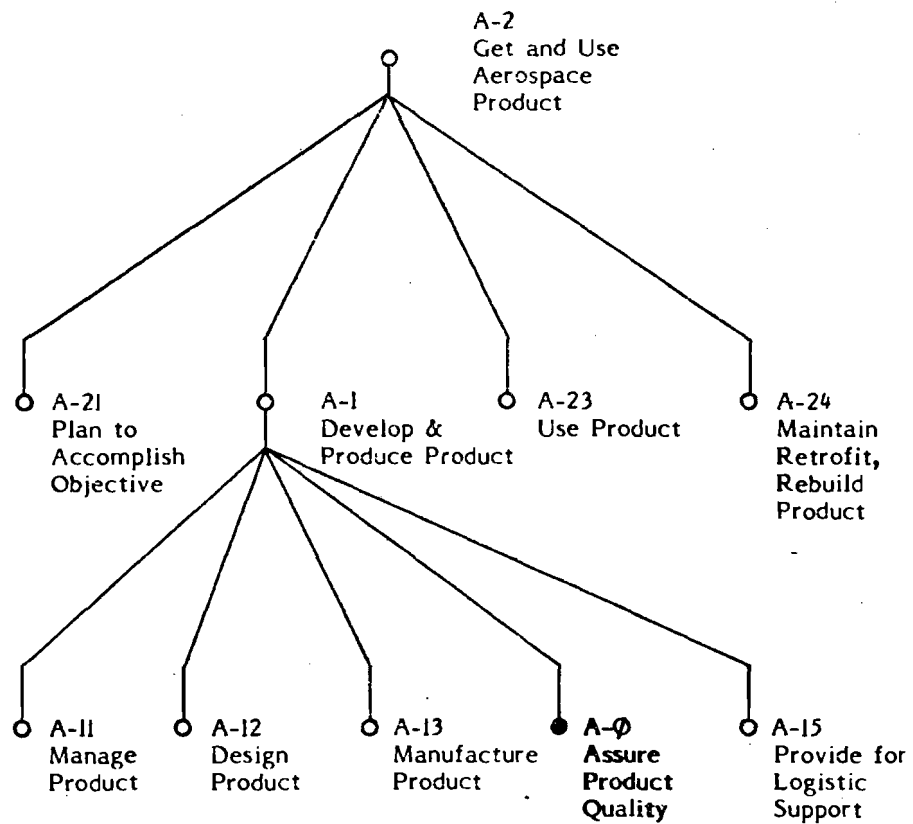 A-2
Get and Use
Aerospace
Product
A-21
Plan to
Accomplish
Objective
A-1
Develop &
Produce Product
A-23
Use Product
A-24
Maintain
Retrofit,
Rebuild
Product
A-11
Manage
Product
A-12
Design
Product
A-13
Manufacture
Product
A-Ø
Assure
Product
Quality
A-15
Provide for
Logistic
Support